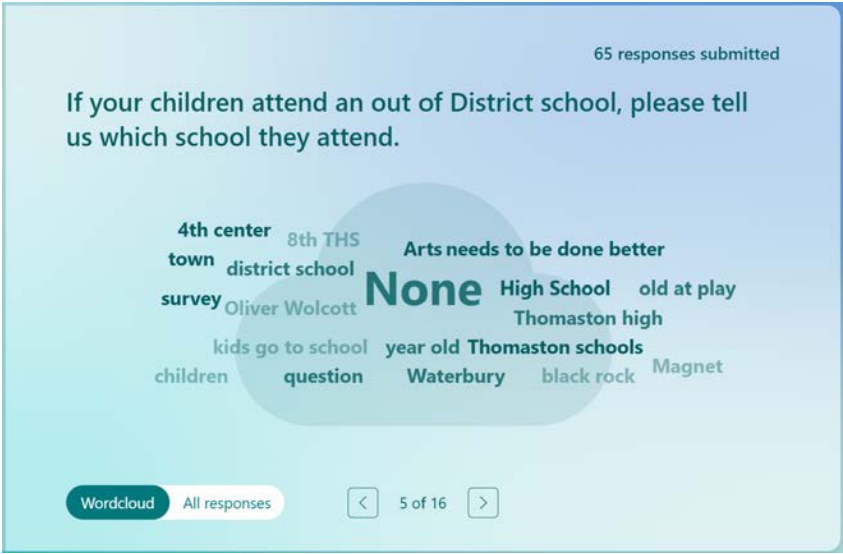 65 responses submitted
If your children attend an out of District school, please tell
us which school they attend.
4th center
8th THS
Arts needs to be done better
town
district school
None
High School
old at play
survey
Oliver Wolcott
Thomaston high
kids go to school
year old
Thomaston schools
children
question
Waterbury
black rock
Magnet
Wordcloud
All responses
5 of 16